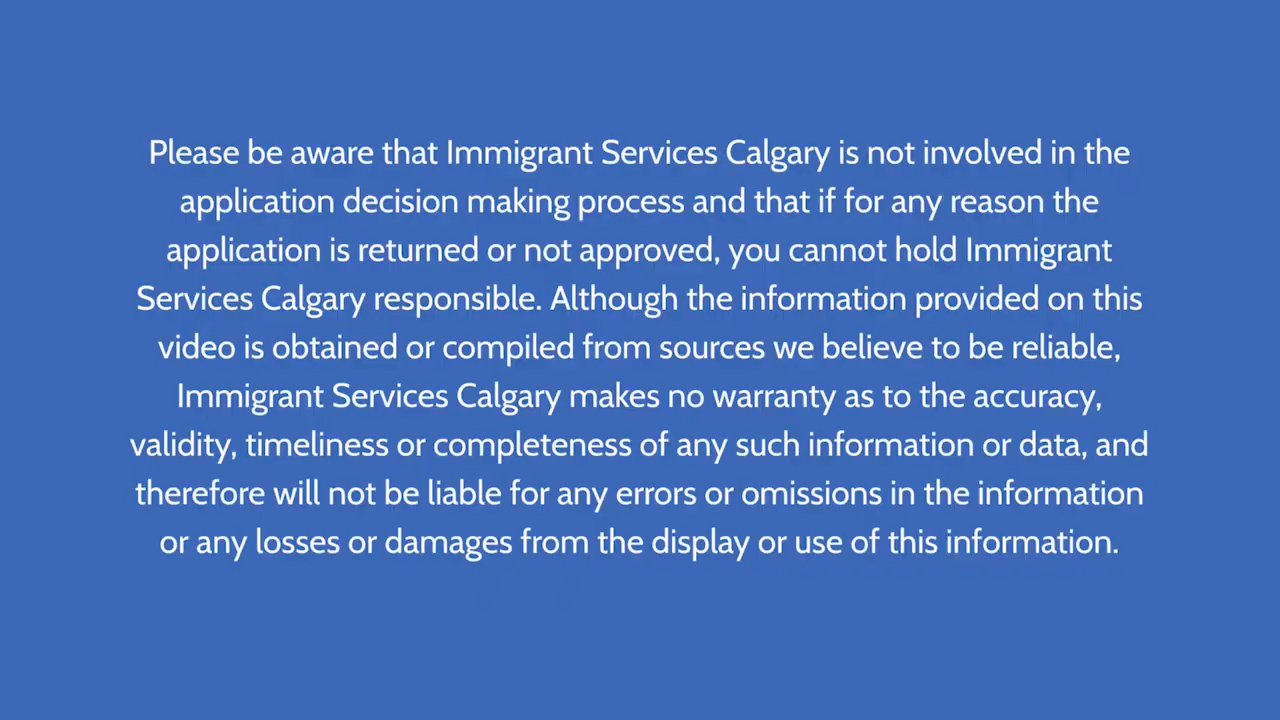 Please be aware that Immigrant Services Calgary is not involved in the
application decision making process and that if for any reason the
application is returned or not approved, you cannot hold Immigrant
Services Calgary responsible. Although the information provided on this
video is obtained or compiled from sources we believe to be reliable,
Immigrant Services Calgary makes no warranty as to the accuracy,
validity, timeliness or completeness of any such information or data, and
therefore will not be liable for any errors or omissions in the information
or any losses or damages from the display or use of this information.